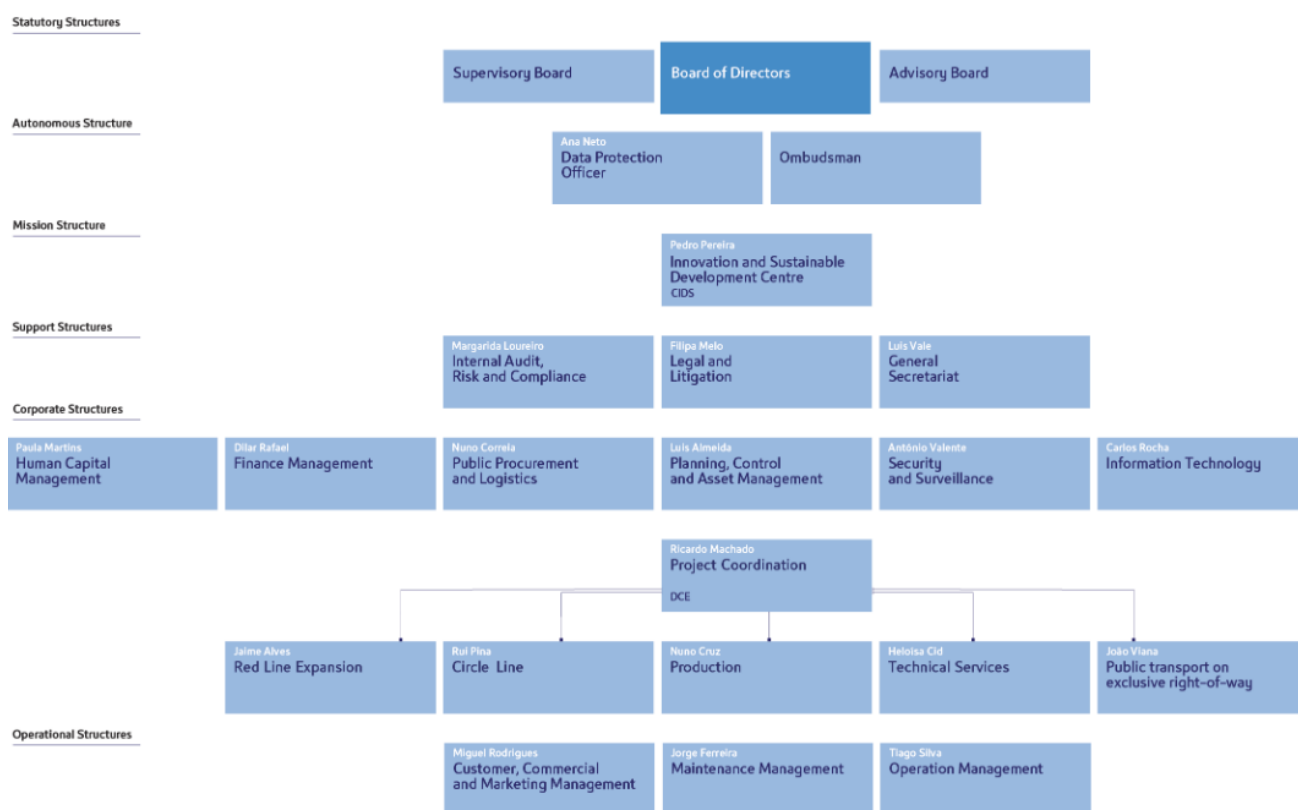 Statutory Structures
Supervisory Board
Board of Directors
Advisory Board
Autonomous Structure
Ana Neto
Data Protection
Officer
Ombudsman
Mission Structure
Pedro Pereira
Innovation and Sustainable
Development Centre
CIDS
Support Structures
Margarida Loureiro
Internal Audit,
Risk and Compliance
Filipa Melo
Legal and
Litigation
Luis Vale
General
Secretariat
Corporate Structures
Paula Martins
Human Capital
Management
Dilar Rafael
Finance Management
Nuno Correia
Public Procurement
and Logistics
Luis Almeida
Planning, Control
and Asset Management
António Valente
Security
and Surveillance
Carlos Rocha
Information Technology
Ricardo Machado
Project Coordination
DCE
Jaime Alves
Red Line Expansion
Rui Pina
Circle Line
Nuno Cruz
Production
Heloisa Cid
Technical Services
João Viana
Public transport on
exclusive right-of-way
Operational Structures
Miguel Rodrigues
Customer, Commercial
and Marketing Management
Jorge Ferreira
Maintenance Management
Tiago Silva
Operation Management